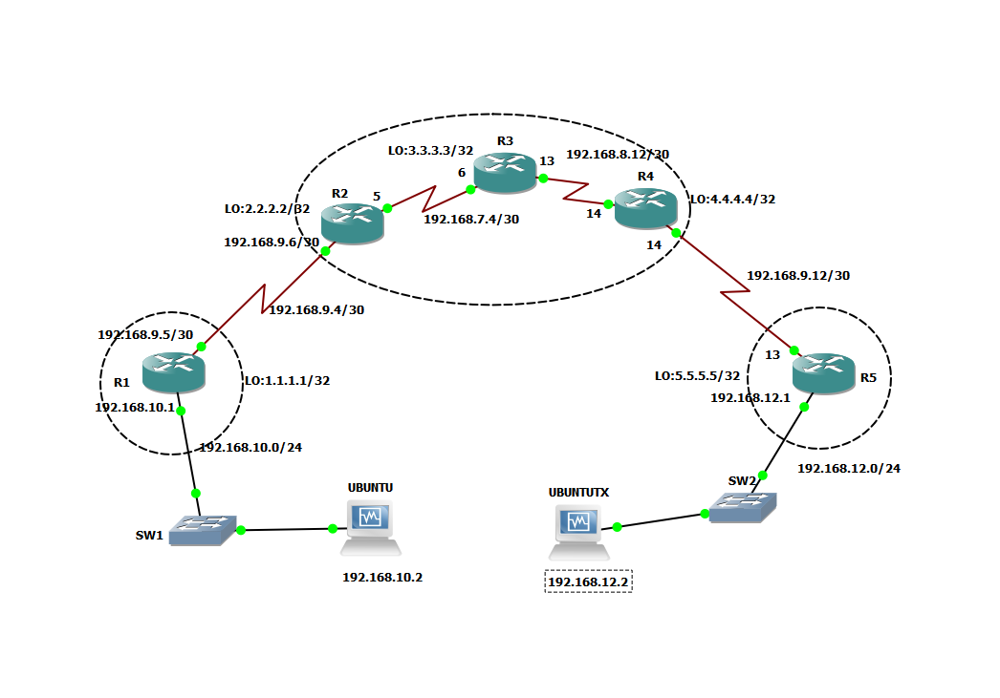 R3
LO:3.3.3.3/32
13
192.168.8.12/30
6
R4
R2
5
LO:2.2.2.2/32
LO:4.4.4.4/32
14
192.168.7.4/30
192.168.9.6/30
14
192.168.9.12/30
192.168.9.4/30
192.168.9.5/30
13
R1
LO:1.1.1.1/32
LO:5.5.5.5/32
R5
192.168.10.1
192.168.12.1
192.168.10.0/24
192.168.12.0/24
UBUNTU
UBUNTUTX
SW2
SW1
192.168.10.2
192.168.12.2